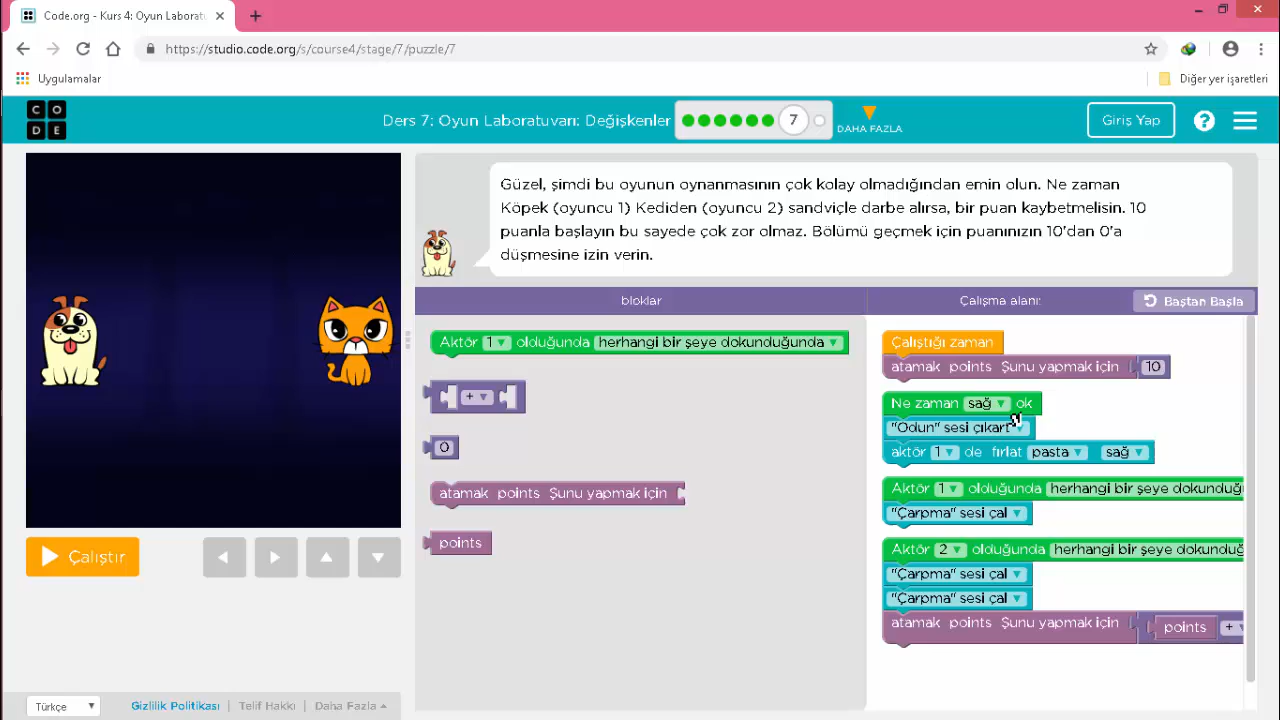 Code.org - Kurs 4: Oyun Laboratu
https://studio.code.org/s/course4/stage/7/puzzle/7
Uygulamalar
Diğer yer işaretleri
C O
D E
Ders 7: Oyun Laboratuvarı: Değişkenler
7
DAHA FAZLA
Giriş Yap
?
Güzel, şimdi bu oyunun oynanmasının çok kolay olmadığından emin olun. Ne zaman
Köpek (oyuncu 1) Kediden (oyuncu 2) sandviçle darbe alırsa, bir puan kaybetmelisin. 10
puanla başlayın bu sayede çok zor olmaz. Bölümü geçmek için puanınızın 10'dan 0'a
düşmesine izin verin.
bloklar
Çalışma alanı:
Baştan Başla
Aktör 1 olduğunda herhangi bir şeye dokunduğunda
+
0
atamak points Şunu yapmak için
points
Çalıştığı zaman
atamak points Şunu yapmak için 10
Ne zaman sağ ok
"Odun" sesi çıkart
aktör 1 de fırlat pasta sağ
Aktör 1 olduğunda herhangi bir şeye dokunduğ
"Çarpma" sesi çal
Aktör 2 olduğunda herhangi bir şeye dokunduğ
"Çarpma" sesi çal
"Çarpma" sesi çal
atamak points Şunu yapmak için points +
Çalıştır
Türkçe
Gizlilik Politikası
Telif Hakkı
Daha Fazla